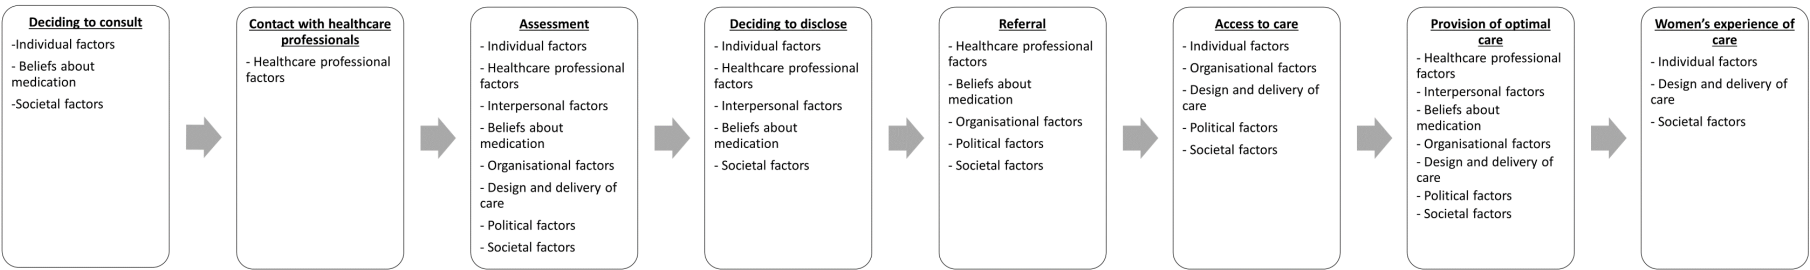 Deciding to consult
-Individual factors
- Beliefs about
medication
-Societal factors
Contact with healthcare
professionals
- Healthcare professional
factors
Assessment
- Individual factors
- Healthcare professional
factors
- Interpersonal factors
- Beliefs about
medication
- Organisational factors
- Design and delivery of
care
- Political factors
- Societal factors
Deciding to disclose
- Individual factors
- Healthcare professional
factors
- Interpersonal factors
- Beliefs about
medication
- Societal factors
Referral
- Healthcare professional
factors
- Beliefs about
medication
- Organisational factors
- Political factors
- Societal factors
Access to care
- Individual factors
- Organisational factors
- Design and delivery of
care
- Political factors
- Societal factors
Provision of optimal
care
- Healthcare professional
factors
- Interpersonal factors
- Beliefs about
medication
- Organisational factors
- Design and delivery of
care
- Political factors
- Societal factors
Women's experience of
care
- Individual factors
- Design and delivery of
care
- Societal factors